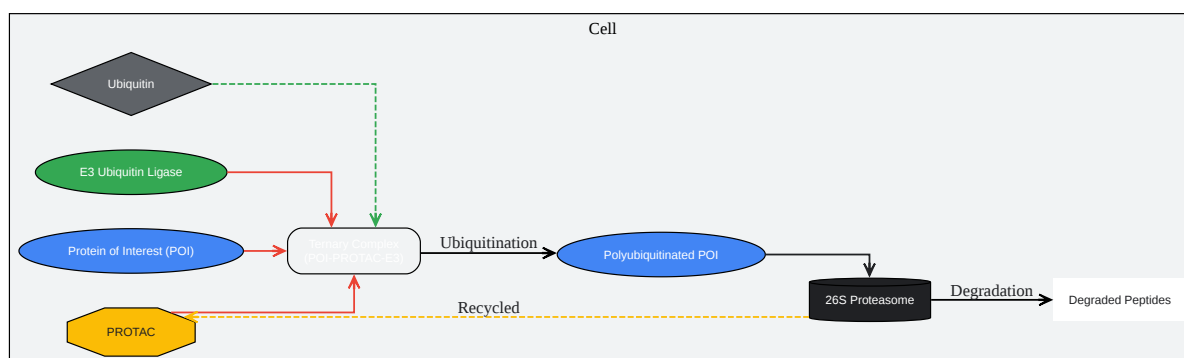 Cell
Ubiquitin
E3 Ubiquitin Ligase
Protein of Interest (POI)
Ternary Complex
(POI-PROTAC-E3)
Ubiquitination
Polyubiquitinated POI
26S Proteasome
Degradation
Degraded Peptides
Recycled
PROTAC